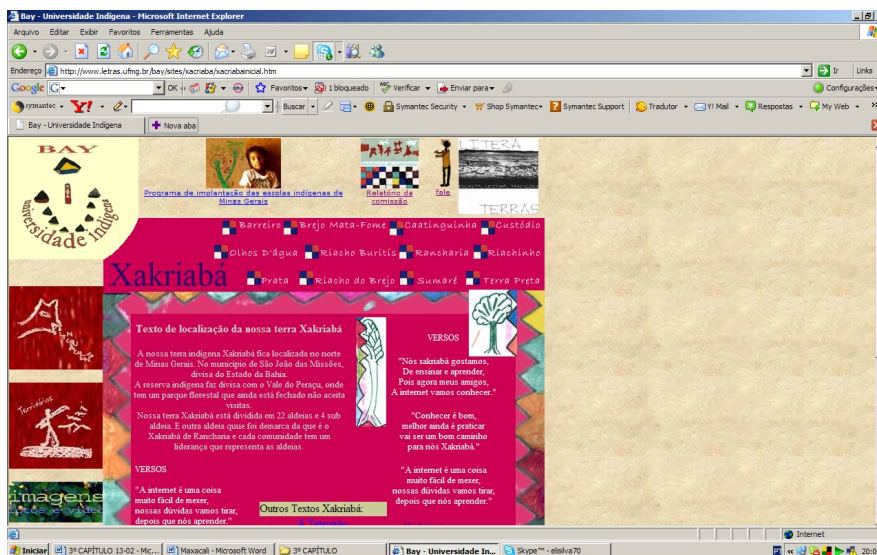 Bay - Universidade Indígena - Microsoft Internet Explorer
Arquivo Editar Exibir Favoritos Ferramentas Ajuda
Endereço http://www.letras.ufmg.br/bay/sites/xacriaba/xacriabainicial.htm Ir Links
Google G OK Favoritos 1 bloqueado Verificar Enviar para Configurações
symantec Y! Buscar Symantec Security Shop Symantec Symantec Support Tradutor Y! Mail Respostas My Web
Bay - Universidade Indígena Nova aba
BAY
universidade indígena
Programa de implantação das escolas indígenas de
Minas Gerais
Relatório da
comissão
fale
LITERA
TERRAS
Barreiro Brejo Mata-Fome Caatinguinha Custódio
Olhos D'água Riacho Buritis Rancharia Riachinho
Xakriabá
Prata Riacho do Brejo Sumaré Terra Preta
Territórios
imagens
Texto de localização da nossa terra Xakriabá
A nossa terra indígena Xakriabá fica localizada no norte
de Minas Gerais. No município de São João das Missões,
divisa do Estado da Bahia.
A reserva indígena faz divisa com o Vale do Peraçu, onde
tem um parque florestal que ainda está fechado não aceita
visitas.
Nossa terra Xakriabá está dividida em 22 aldeias e 4 sub
aldeia. E outra aldeia quue foi demarca da que é o
Xakriabá de Rancharia e cada comunidade tem um
liderança que representa as aldeias.
VERSOS
"A internet é uma coisa
muito fácil de mexer,
nossas dúvidas vamos tirar,
depois que nós aprender."
VERSOS
"Nós xakriabá gostamos,
De ensinar e aprender,
Pois agora meus amigos,
A internet vamos conhecer."
"Conhecer é bom,
melhor ainda é praticar
vai ser um bom caminho
para nós Xakriabá."
"A internet é uma coisa
muito fácil de mexer,
nossas dúvidas vamos tirar,
depois que nós aprender."
Outros Textos Xakriabá:
A Televisão
Internet
Iniciar 3º CAPÍTULO 13-02 - Mic... Maxacali - Microsoft Word 3º CAPÍTULO Bay - Universidade In... Skype™ - elisilva70 PT